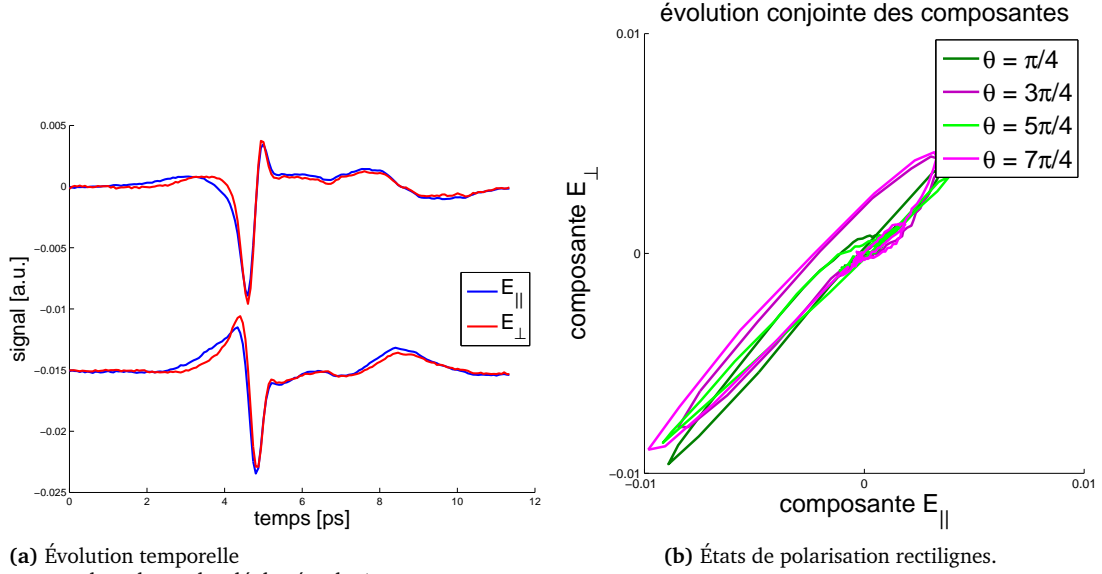 évolution conjointe des composantes
0.005
0
−0.005
−0.01
−0.015
−0.02
−0.025
0
2
4
6
8
10
12
signal [a.u.]
temps [ps]
E||
E⊥
0.01
0
−0.01
−0.01
0
0.01
composante E⊥
composante E||
θ = π/4
θ = 3π/4
θ = 5π/4
θ = 7π/4
(a) Évolution temporelle
(b) États de polarisation rectilignes.